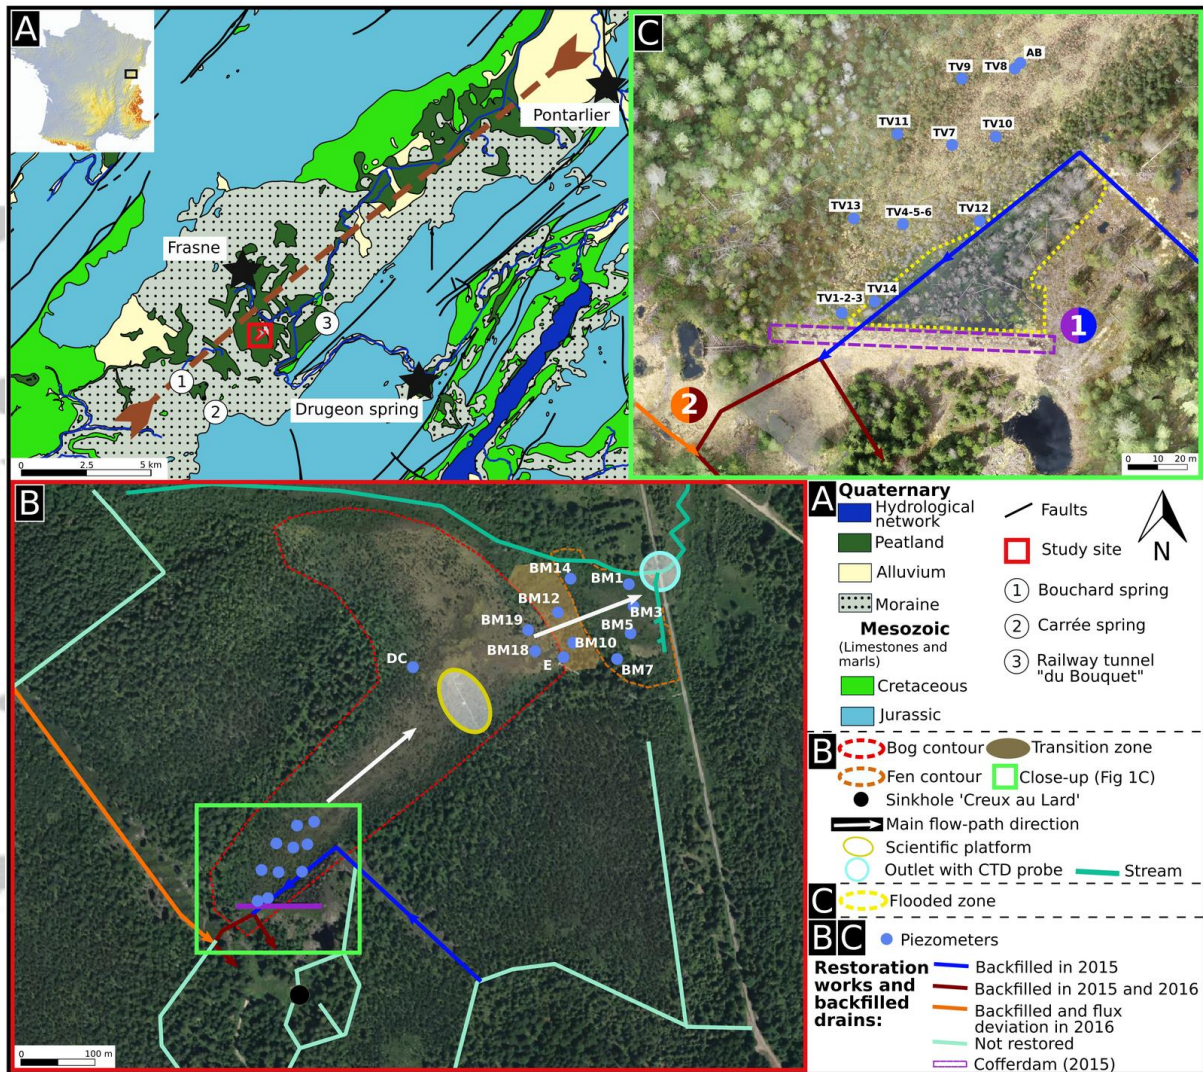 A
Pontarlier
Frasne
3
1
2
Drugeon spring
0
2.5
5 km
C
AB
TV9
TV8
TV11
TV7
TV10
TV13
TV4-5-6
TV12
TV14
TV1-2-3
1
2
0
10
20 m
B
BM14
BM1
BM12
BM3
BM19
BM5
BM18
BM10
E
BM7
DC
0
100 m
A
Quaternary
Hydrological
network
Peatland
Alluvium
Moraine
Mesozoic
(Limestones and
marls)
Cretaceous
Jurassic
Faults
Study site
1 Bouchard spring
2 Carrée spring
3 Railway tunnel
"du Bouquet"
N
B
Bog contour
Transition zone
Fen contour
Close-up (Fig 1C)
Sinkhole 'Creux au Lard'
Main flow-path direction
Scientific platform
Outlet with CTD probe
Stream
C
Flooded zone
B C
Piezometers
Restoration
works and
backfilled
drains:
Backfilled in 2015
Backfilled in 2015 and 2016
Backfilled and flux
deviation in 2016
Not restored
Cofferdam (2015)